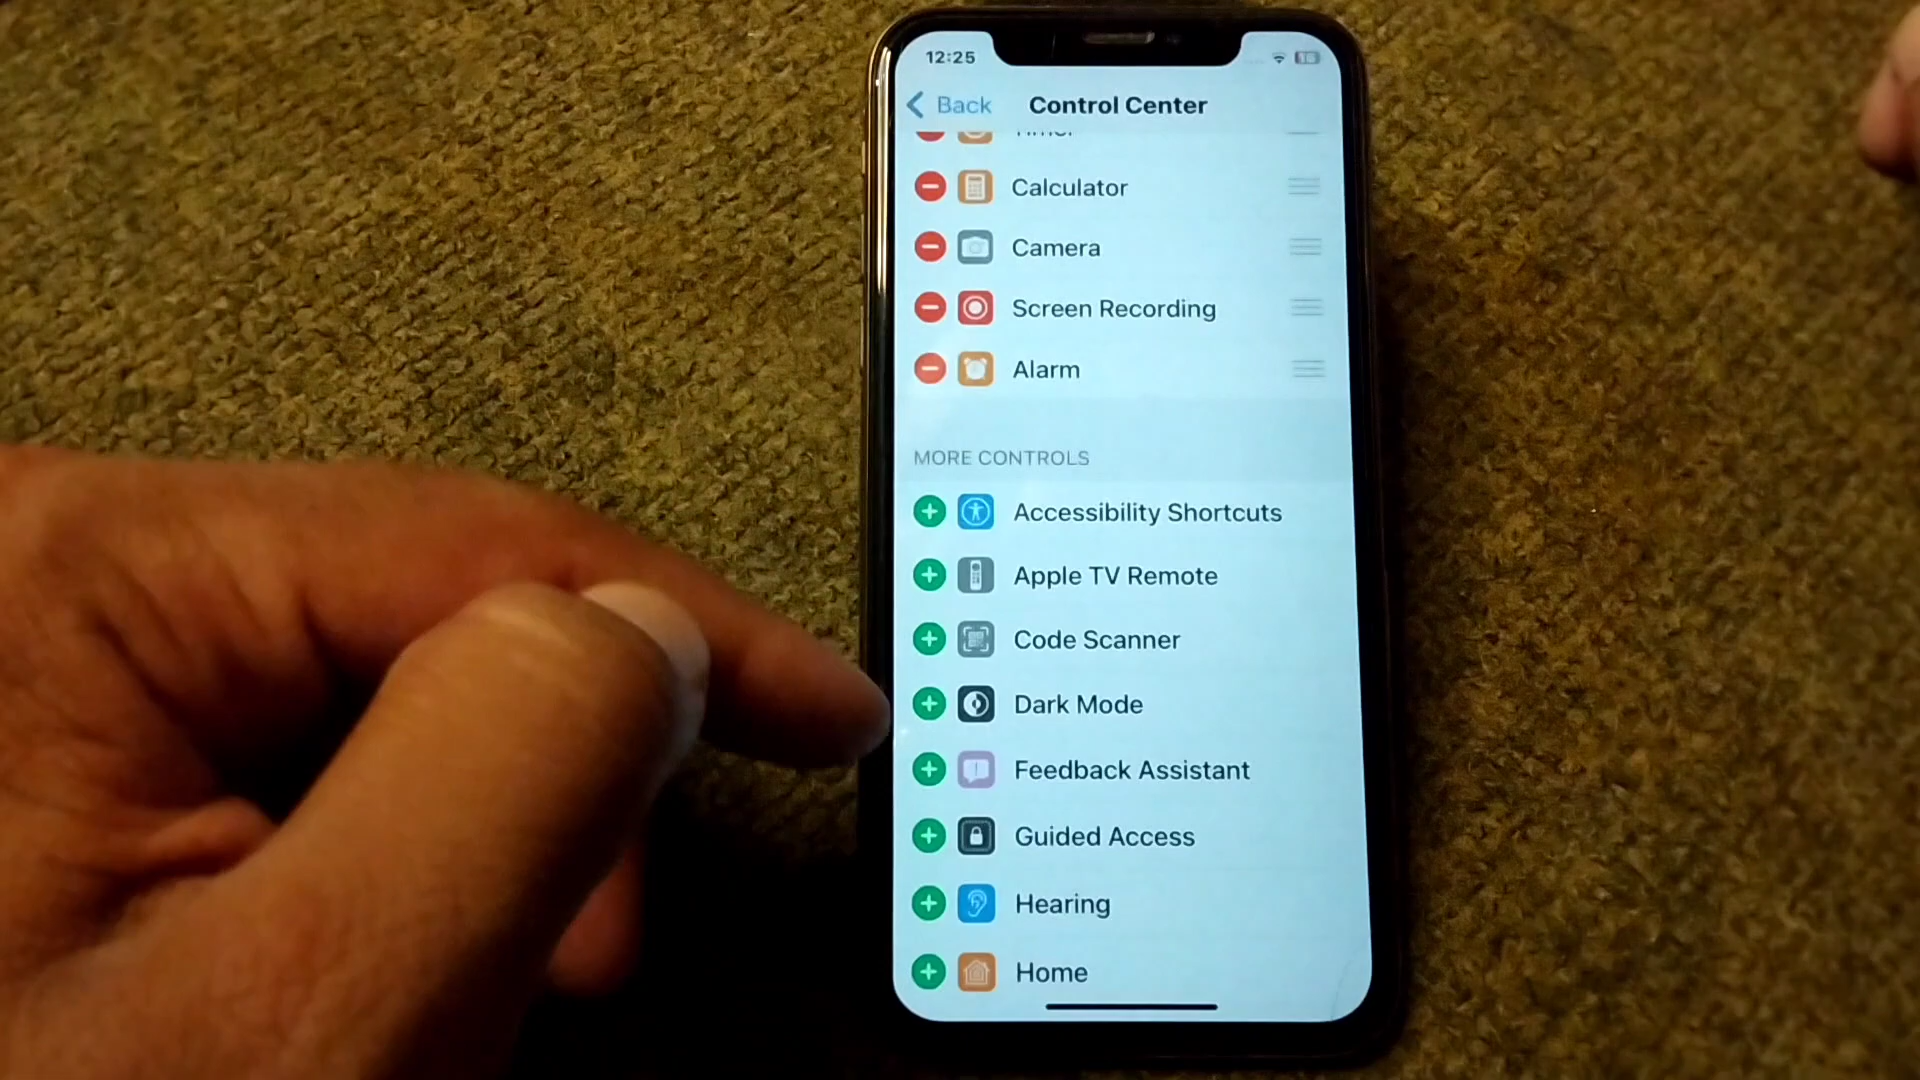 12:25
Back Control Center
Timer
Calculator
Camera
Screen Recording
Alarm
MORE CONTROLS
Accessibility Shortcuts
Apple TV Remote
Code Scanner
Dark Mode
Feedback Assistant
Guided Access
Hearing
Home